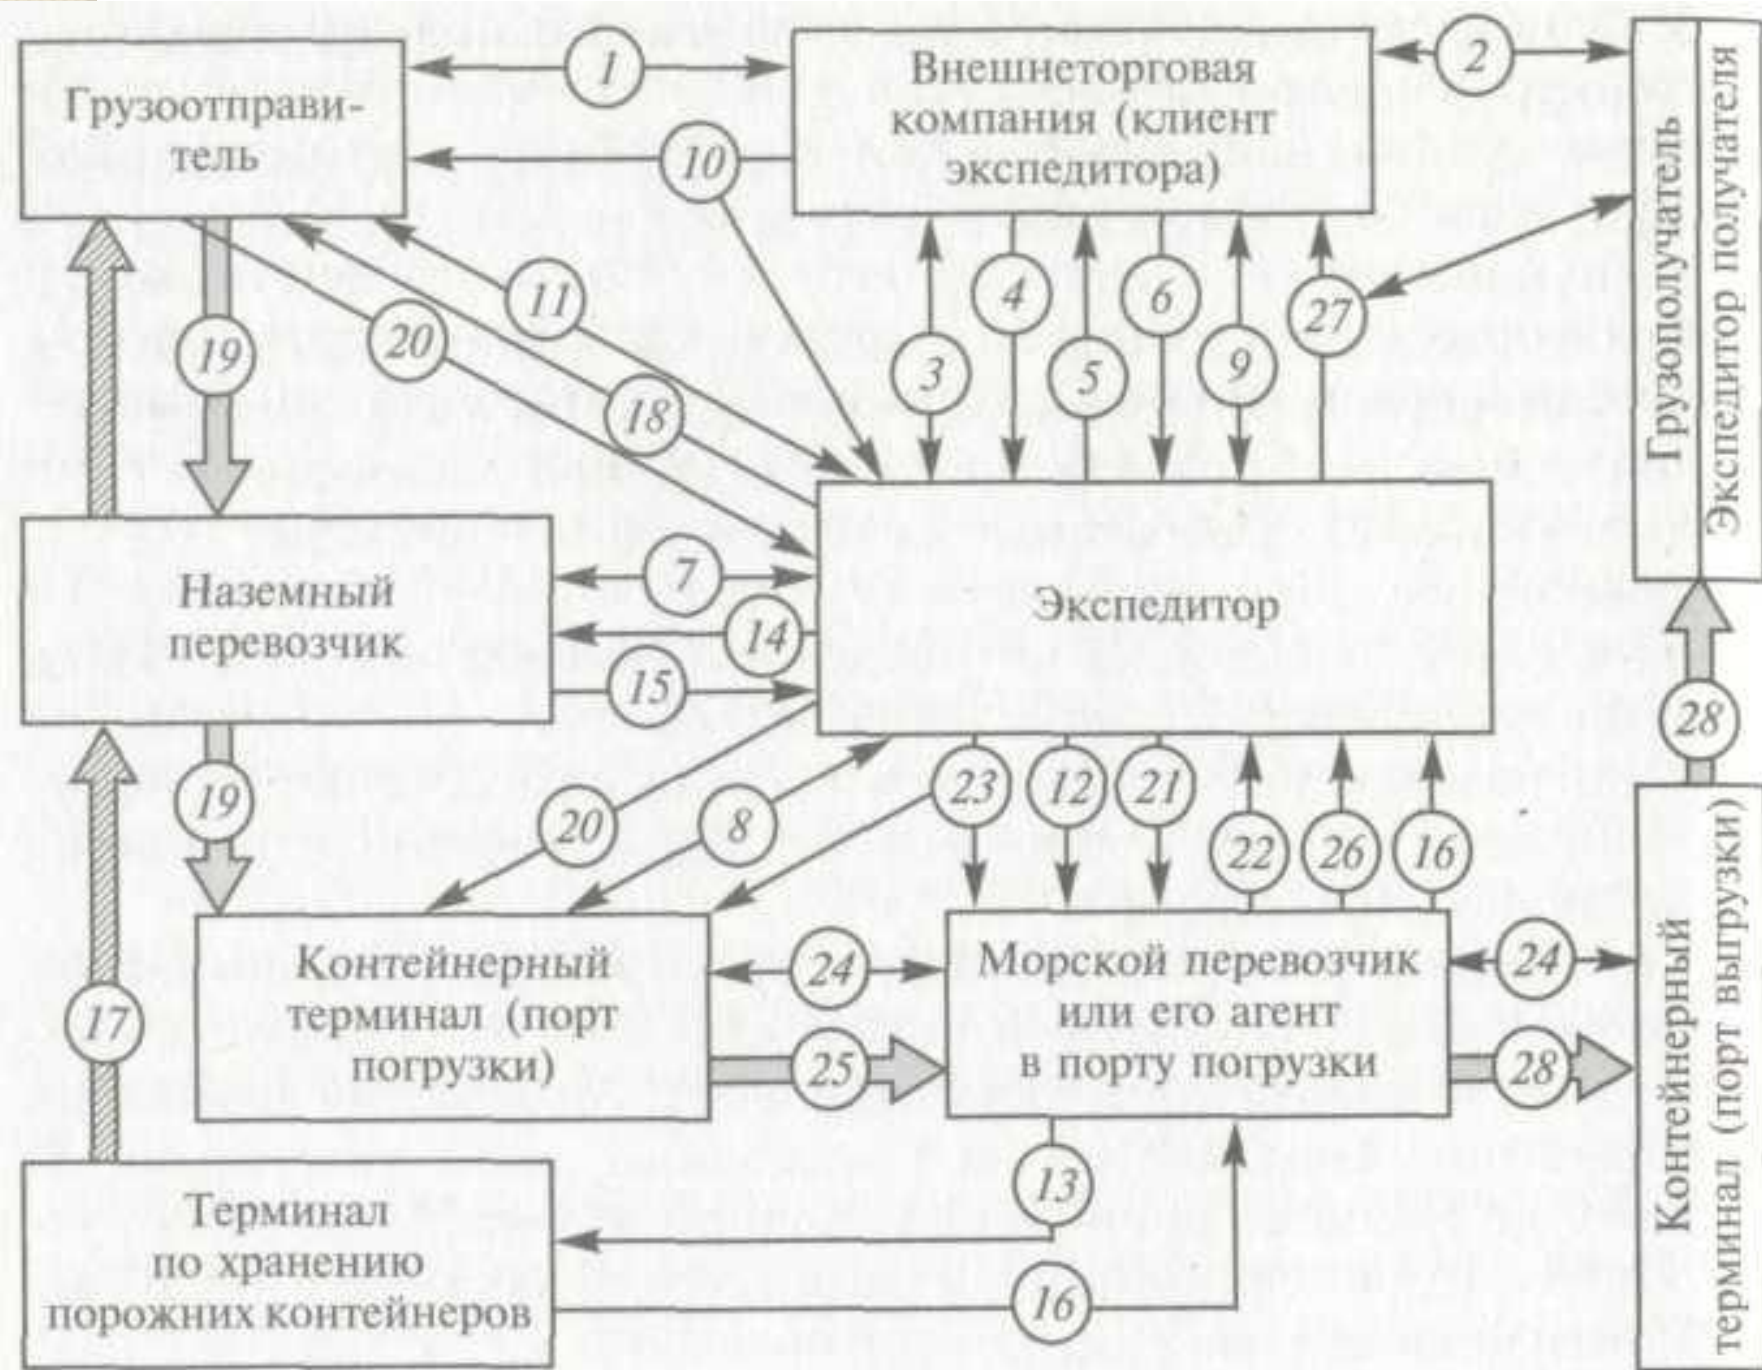 Грузоотправи-
тель
1
Внешнеторговая
компания (клиент
экспедитора)
2
Грузополучатель
Экспедитор получателя
10
11
20
18
19
3
4
5
6
9
27
Наземный
перевозчик
7
14
15
Экспедитор
28
19
20
8
23
12
21
22
26
16
17
Контейнерный
терминал (порт
погрузки)
24
25
Морской перевозчик
или его агент
в порту погрузки
24
28
Контейнерный
терминал (порт выгрузки)
Терминал
по хранению
порожних контейнеров
13
16